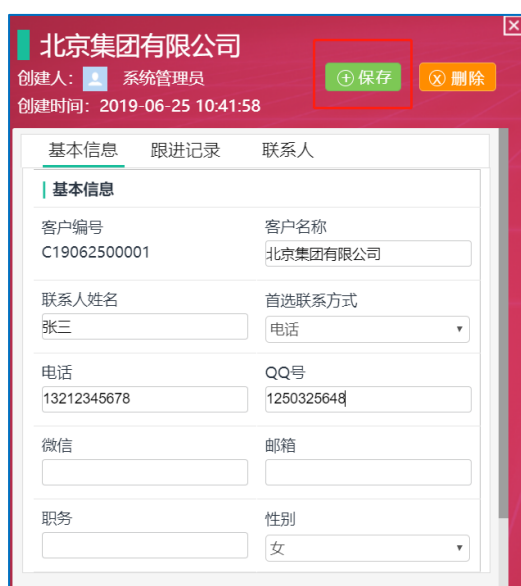 北京集团有限公司
创建人： 系统管理员
保存 删除
创建时间：2019-06-25 10:41:58
基本信息 跟进记录 联系人
基本信息
客户编号 客户名称
C19062500001 北京集团有限公司
联系人姓名 首选联系方式
张三 电话
电话 QQ号
13212345678 1250325648
微信 邮箱
职务 性别
女